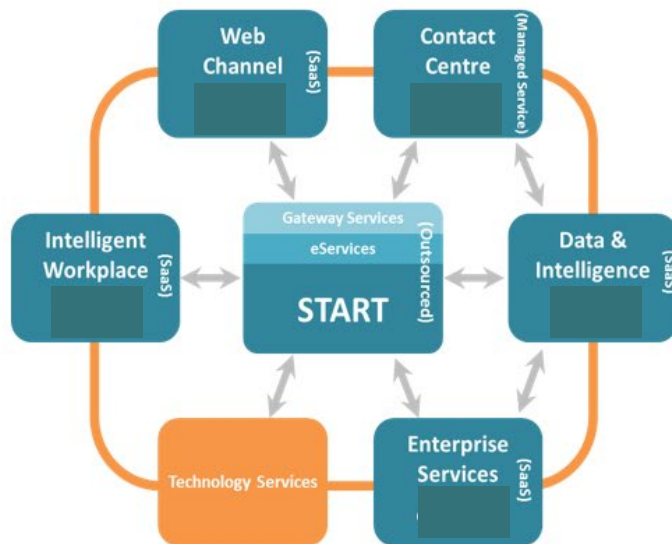 Web
Channel
(SaaS)
Contact
Centre
(Managed Service)
Gateway Services
eServices
START
(Outsourced)
Intelligent
Workplace
(SaaS)
Data &
Intelligence
(SaaS)
Technology Services
Enterprise
Services
(SaaS)